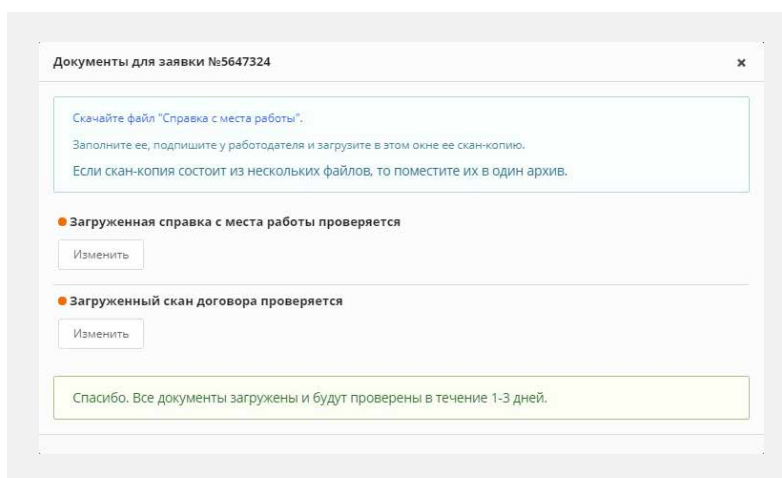 Документы для заявки №5647324
Скачайте файл "Справка с места работы".
Заполните ее, подпишите у работодателя и загрузите в этом окне ее скан-копию.
Если скан-копия состоит из нескольких файлов, то поместите их в один архив.
Загруженная справка с места работы проверяется
Изменить
Загруженный скан договора проверяется
Изменить
Спасибо. Все документы загружены и будут проверены в течение 1-3 дней.